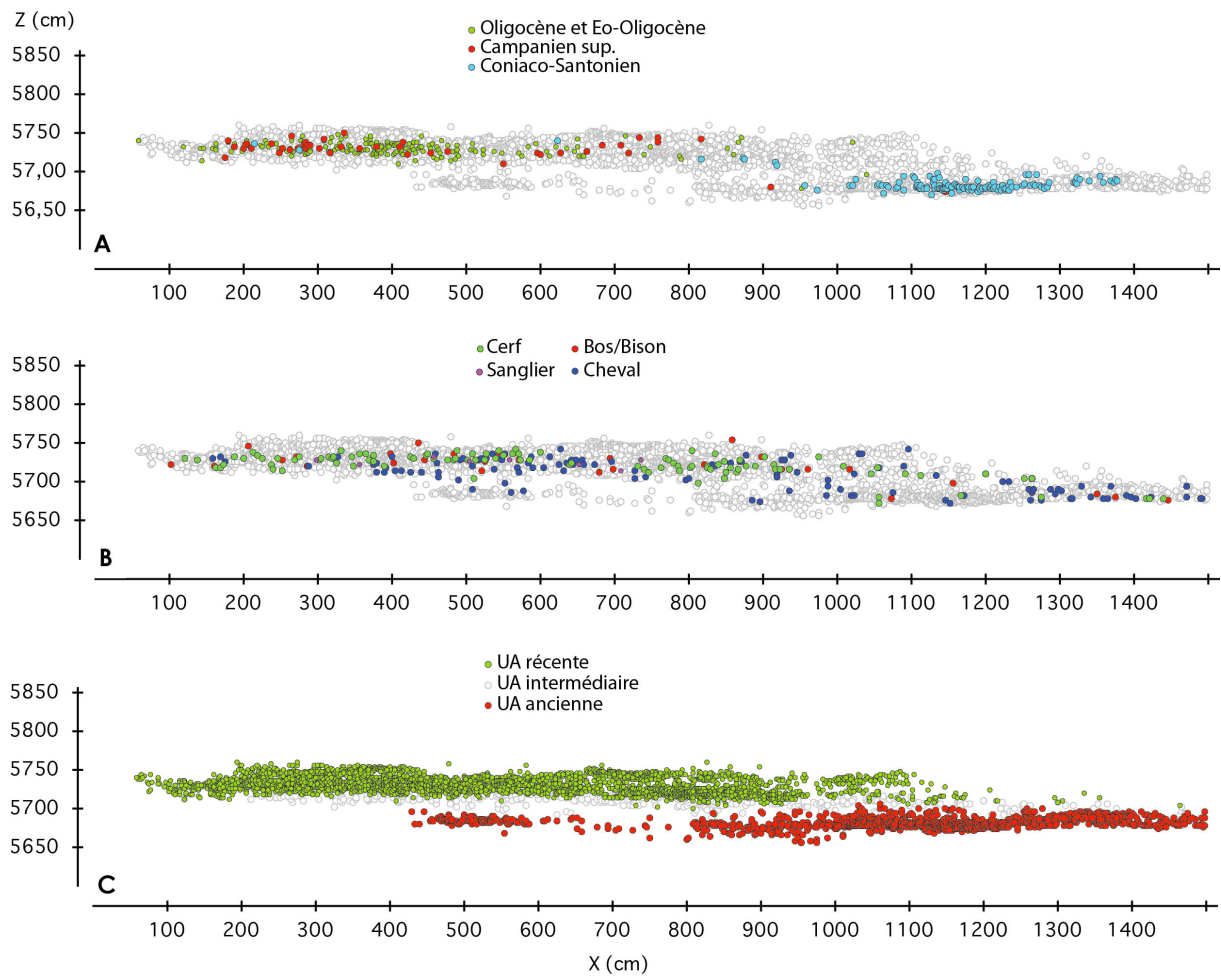 Z (cm)
Oligocène et Eo-Oligocène
Campanien sup.
Coniaco-Santonien
5850
5800
5750
57,00
56,50
A
100 200 300 400 500 600 700 800 900 1000 1100 1200 1300 1400
Cerf Bos/Bison
Sanglier Cheval
5850
5800
5750
5700
5650
B
100 200 300 400 500 600 700 800 900 1000 1100 1200 1300 1400
UA récente
UA intermédiaire
UA ancienne
5850
5800
5750
5700
5650
C
100 200 300 400 500 600 700 800 900 1000 1100 1200 1300 1400
X (cm)